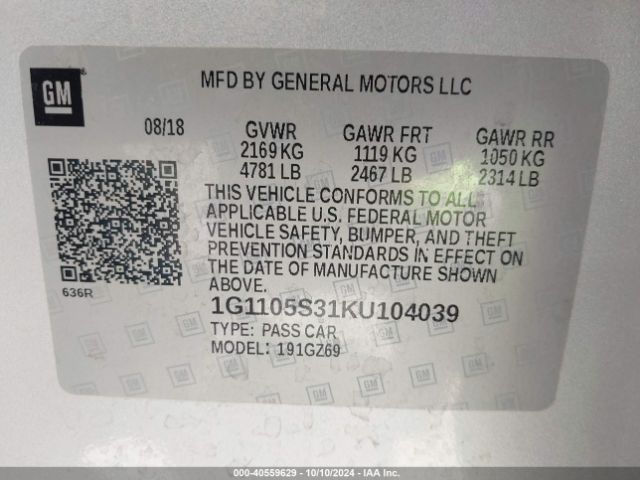 GM
MFD BY GENERAL MOTORS LLC
08/18
GVWR
2169 KG
4781 LB
GAWR FRT
1119 KG
2467 LB
GAWR RR
1050 KG
2314 LB
THIS VEHICLE CONFORMS TO ALL
APPLICABLE U.S. FEDERAL MOTOR
VEHICLE SAFETY, BUMPER, AND THEFT
PREVENTION STANDARDS IN EFFECT ON
THE DATE OF MANUFACTURE SHOWN
ABOVE.
636R
1G1105S31KU104039
TYPE: PASS CAR
MODEL: 191GZ69
000-40559629 - 10/10/2024 - IAA Inc.